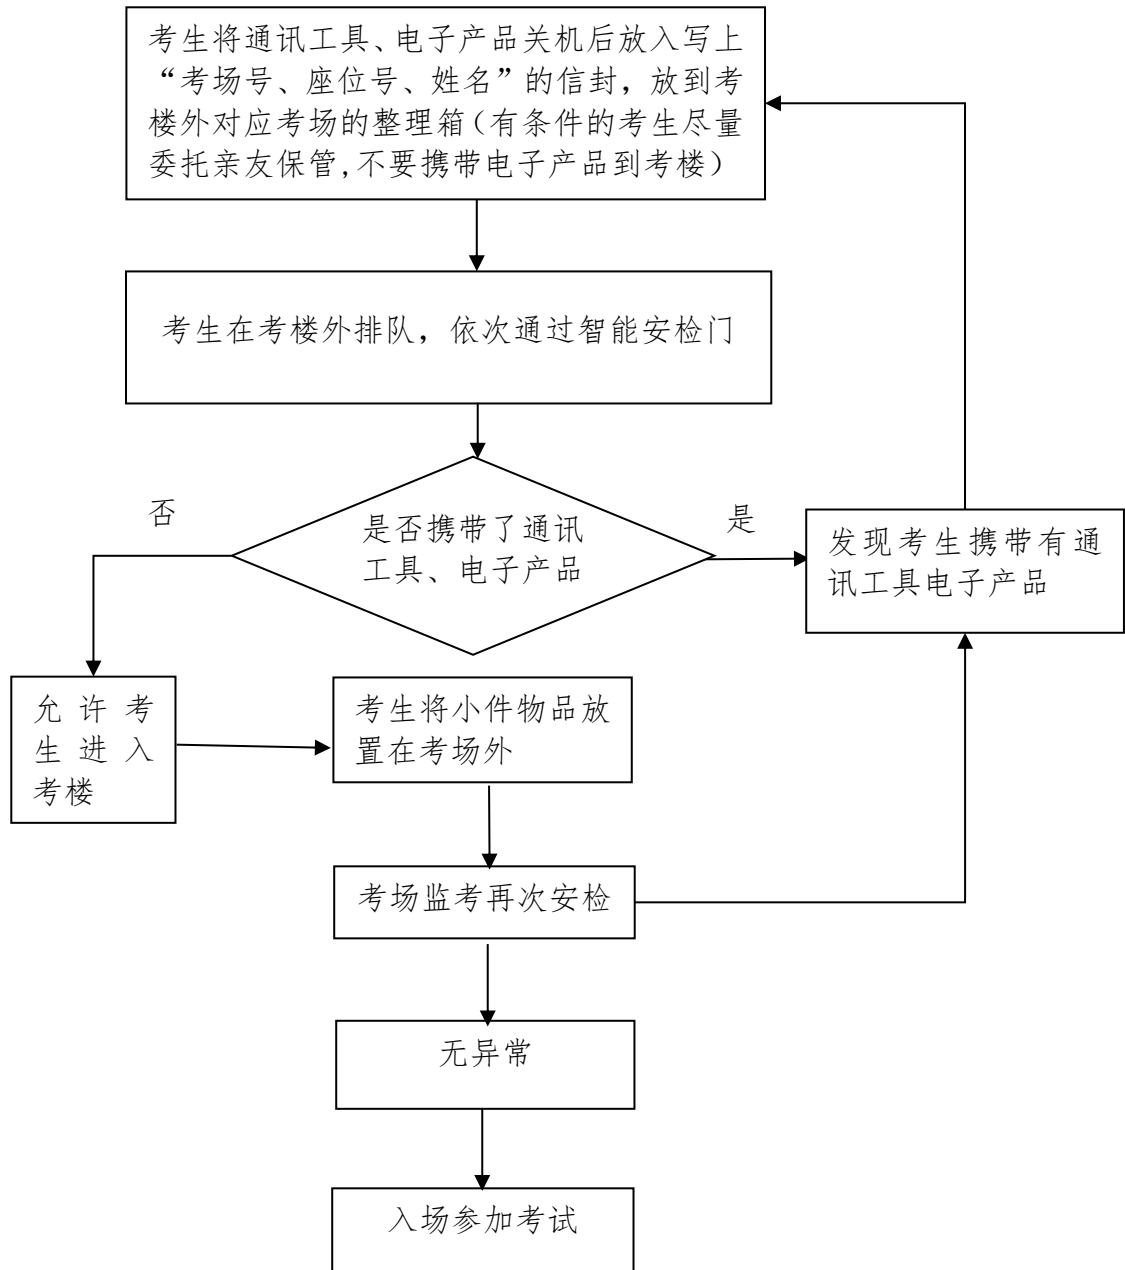 考生将通讯工具、电子产品关机后放入写上
“考场号、座位号、姓名”的信封，放到考
楼外对应考场的整理箱（有条件的考生尽量
委托亲友保管,不要携带电子产品到考楼）
考生在考楼外排队，依次通过智能安检门
否
是否携带了通讯
工具、电子产品
是
发现考生携带有通
讯工具电子产品
允许考
生进入
考楼
考生将小件物品放
置在考场外
考场监考再次安检
无异常
入场参加考试